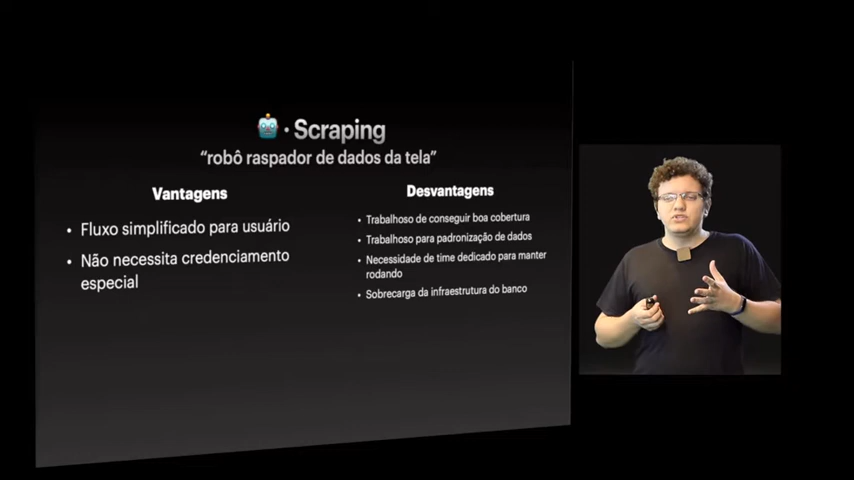 · Scraping
“robô raspador de dados da tela”
Vantagens
• Fluxo simplificado para usuário
• Não necessita credenciamento
especial
Desvantagens
• Trabalhoso de conseguir boa cobertura
• Trabalhoso para padronização de dados
• Necessidade de time dedicado para manter
rodando
• Sobrecarga da infraestrutura do banco